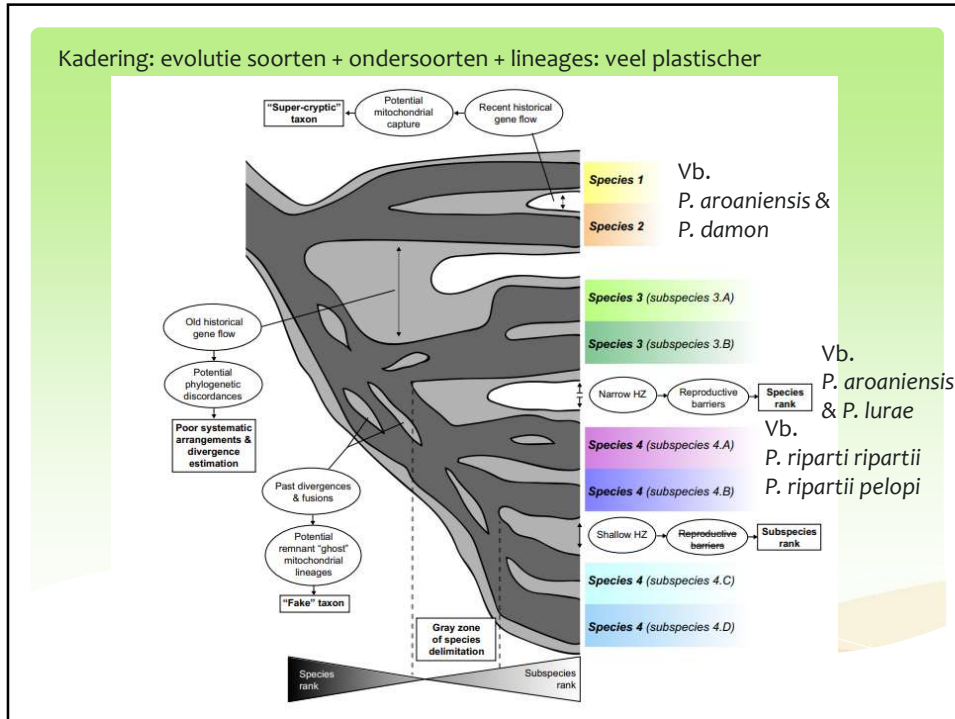 Kadering: evolutie soorten + ondersoorten + lineages: veel plastischer
"Super-cryptic"
taxon
Potential
mitochondrial
capture
Recent historical
gene flow
Species 1
Species 2
Vb.
P. aroaniensis &
P. damon
Species 3 (subspecies 3.A)
Species 3 (subspecies 3.B)
Old historical
gene flow
Potential
phylogenetic
discordances
Poor systematic
arrangements &
divergence
estimation
Narrow HZ
Reproductive
barriers
Species
rank
Vb.
P. aroaniensis
& P. lurae
Vb.
P. riparti ripartii
P. ripartii pelopi
Species 4 (subspecies 4.A)
Species 4 (subspecies 4.B)
Past divergences
& fusions
Potential
remnant "ghost"
mitochondrial
lineages
"Fake" taxon
Shallow HZ
Reproductive
barriers
Subspecies
rank
Species 4 (subspecies 4.C)
Species 4 (subspecies 4.D)
Gray zone
of species
delimitation
Species
rank
Subspecies
rank